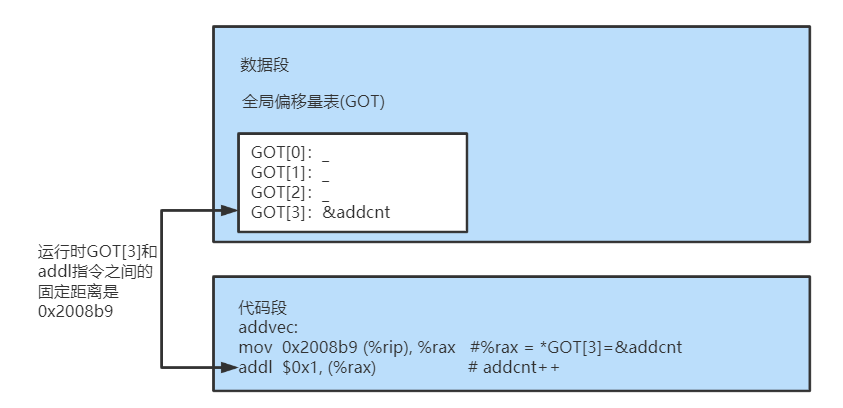 数据段
全局偏移量表(GOT)
GOT[0]: _
GOT[1]: _
GOT[2]: _
GOT[3]: &addcnt
运行时GOT[3]和
addl指令之间的
固定距离是
0x2008b9
代码段
addvec:
mov 0x2008b9 (%rip), %rax #%rax = *GOT[3]=&addcnt
addl $0x1, (%rax) # addcnt++